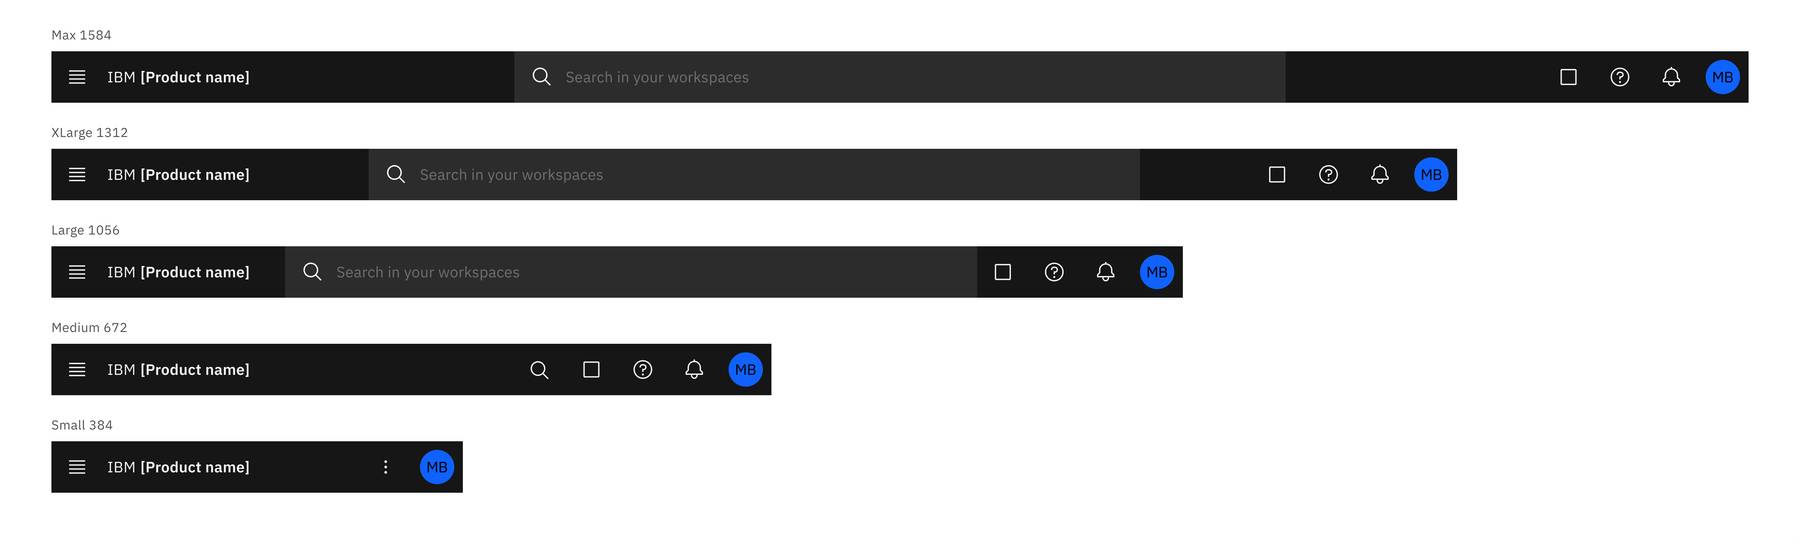 Max 1584
IBM [Product name] Search in your workspaces MB
XLarge 1312
IBM [Product name] Search in your workspaces MB
Large 1056
IBM [Product name] Search in your workspaces MB
Medium 672
IBM [Product name] MB
Small 384
IBM [Product name] MB